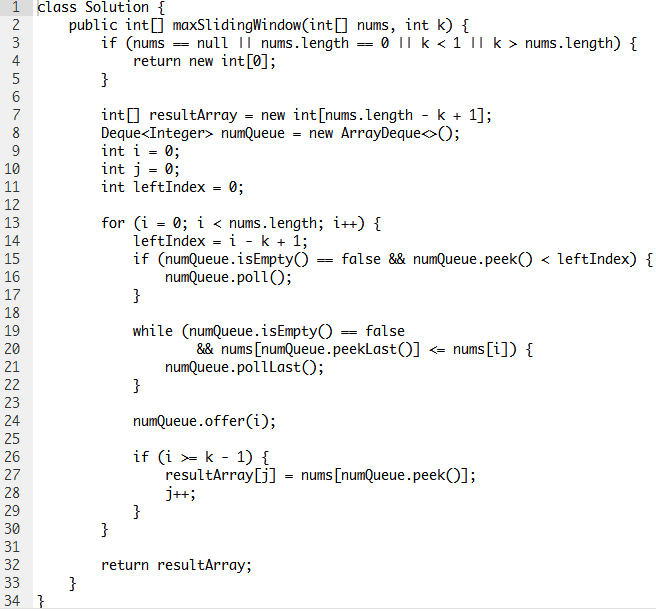 1 class Solution {
2     public int[] maxSlidingWindow(int[] nums, int k) {
3         if (nums == null || nums.length == 0 || k < 1 || k > nums.length) {
4             return new int[0];
5         }
6
7         int[] resultArray = new int[nums.length - k + 1];
8         Deque<Integer> numQueue = new ArrayDeque<>();
9         int i = 0;
10         int j = 0;
11         int leftIndex = 0;
12
13         for (i = 0; i < nums.length; i++) {
14             leftIndex = i - k + 1;
15             if (numQueue.isEmpty() == false && numQueue.peek() < leftIndex) {
16                 numQueue.poll();
17             }
18
19             while (numQueue.isEmpty() == false
20                     && nums[numQueue.peekLast()] <= nums[i]) {
21                 numQueue.pollLast();
22             }
23
24             numQueue.offer(i);
25
26             if (i >= k - 1) {
27                 resultArray[j] = nums[numQueue.peek()];
28                 j++;
29             }
30         }
31
32         return resultArray;
33     }
34 }